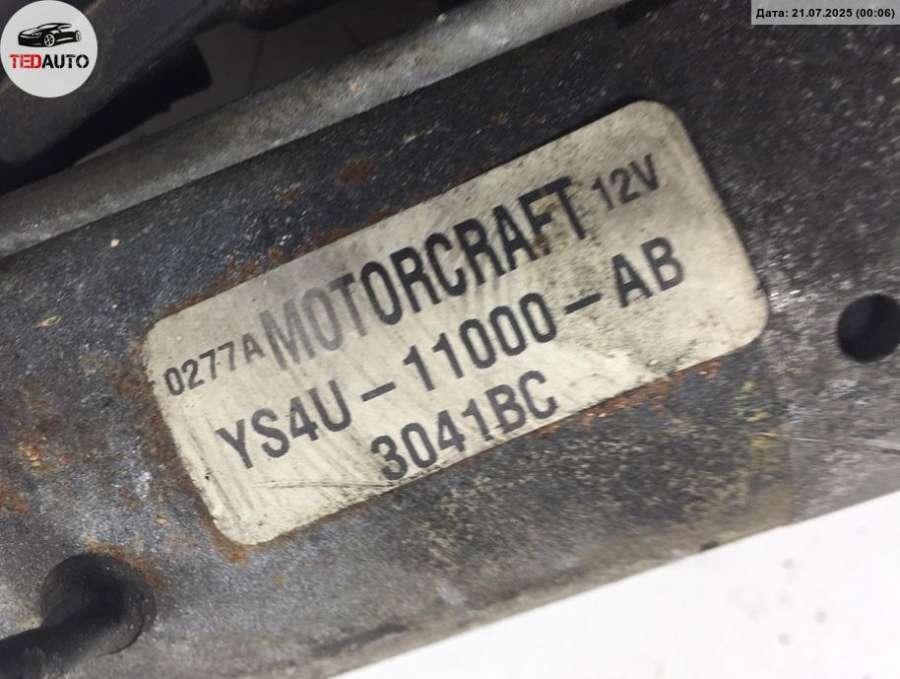 TEDAUTO
Дата: 21.07.2025 (00:06)
0277A MOTORCRAFT 12V
YS4U-11000-AB
3041BC